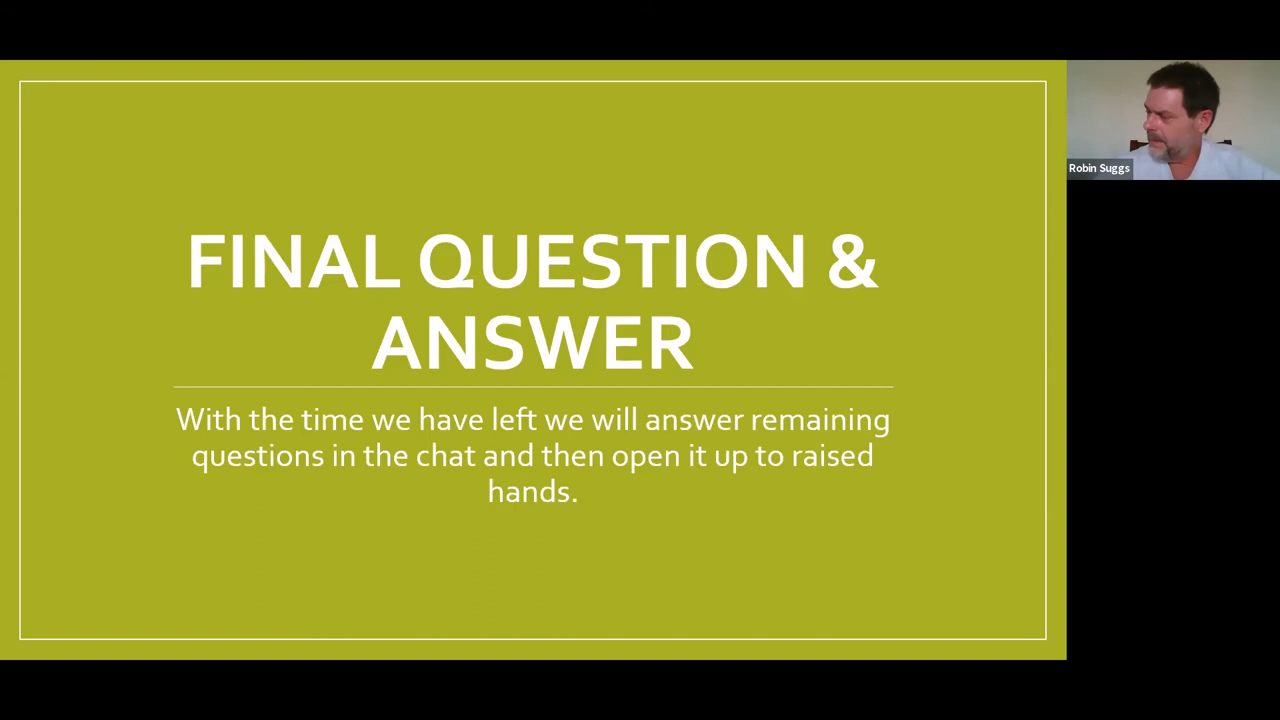 FINAL QUESTION &
ANSWER
With the time we have left we will answer remaining
questions in the chat and then open it up to raised
hands.
Robin Suggs